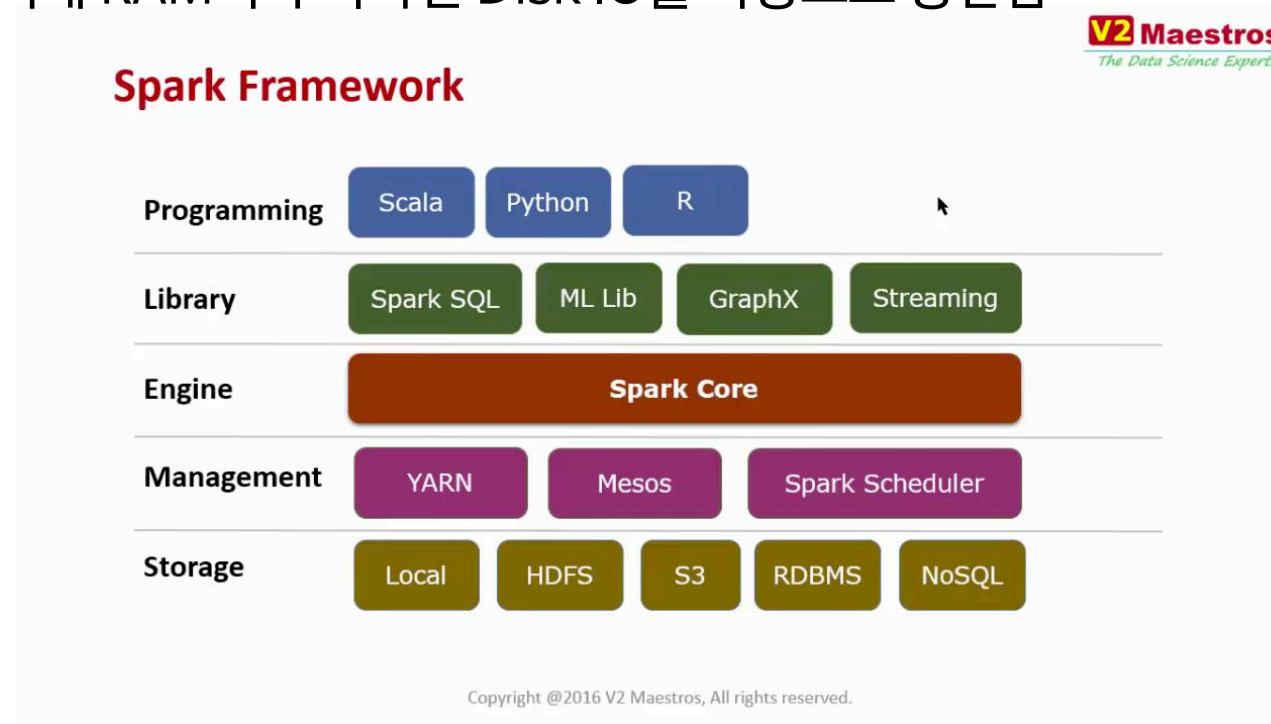 V2 Maestros
The Data Science Expert
Spark Framework
Programming
Scala
Python
R
Library
Spark SQL
ML Lib
GraphX
Streaming
Engine
Spark Core
Management
YARN
Mesos
Spark Scheduler
Storage
Local
HDFS
S3
RDBMS
NoSQL
Copyright @2016 V2 Maestros, All rights reserved.